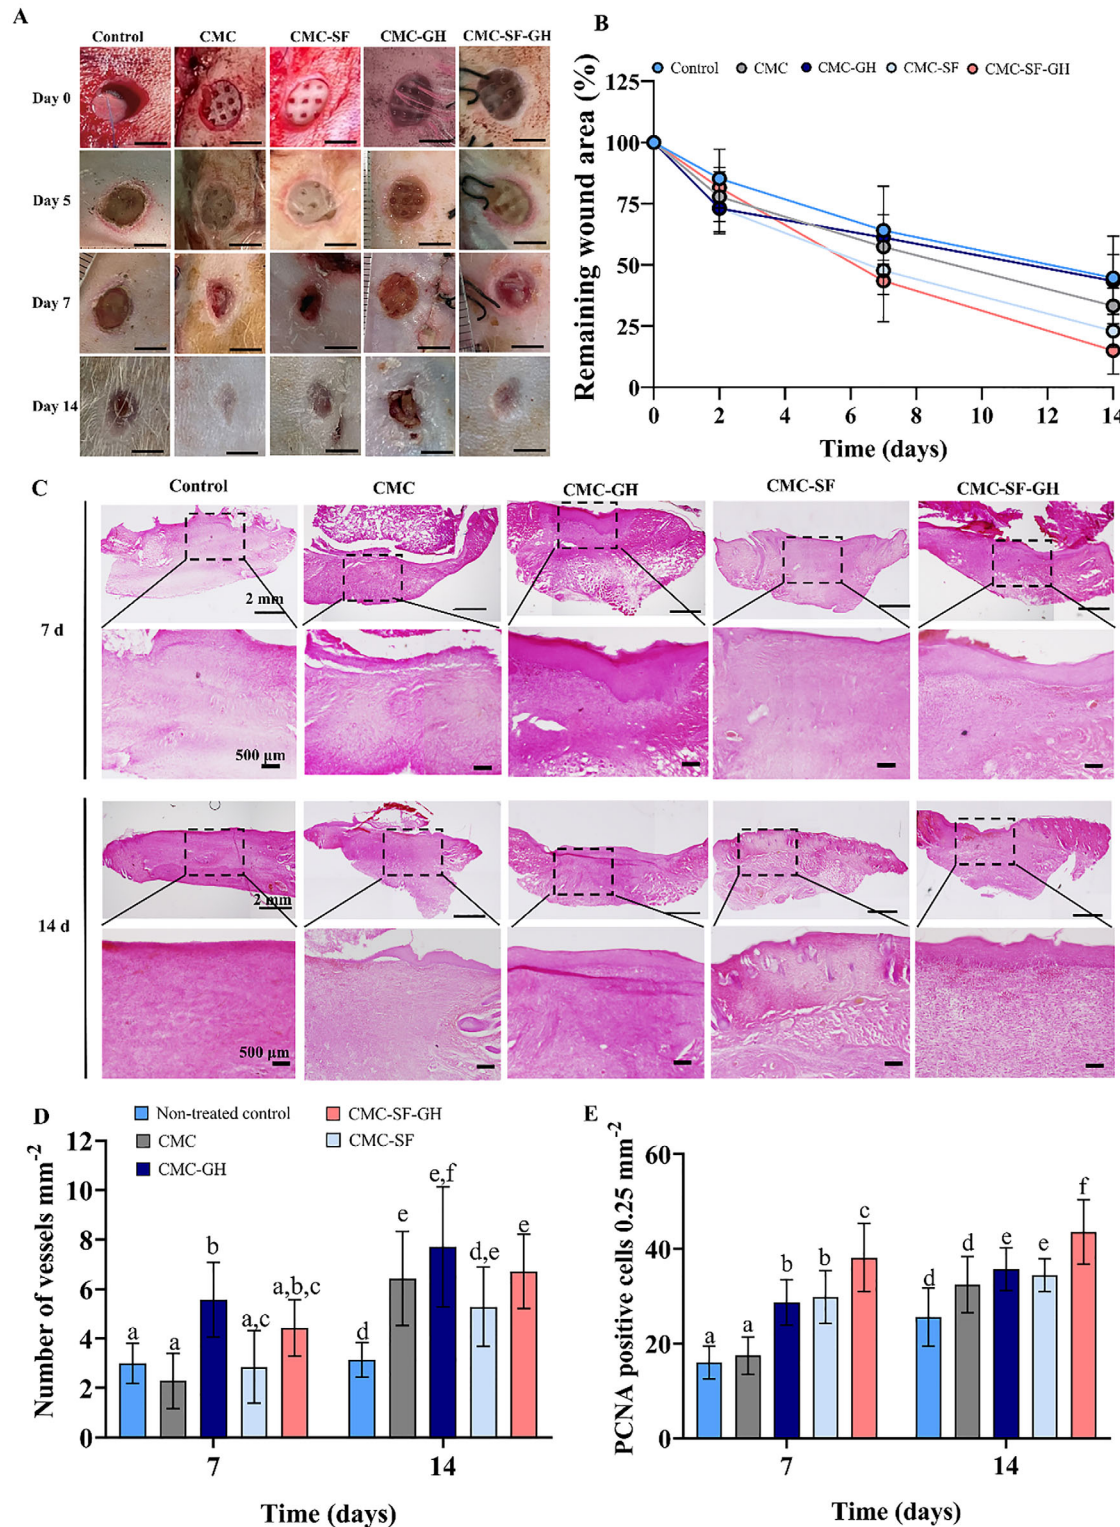 A
Control CMC CMC-SF CMC-GH CMC-SF-GH
Day 0
Day 5
Day 7
Day 14
B
Control CMC CMC-GH CMC-SF CMC-SF-GH
Remaining wound area (%)
125
100
75
50
25
0
0 2 4 6 8 10 12 14
Time (days)
C
Control CMC CMC-GH CMC-SF CMC-SF-GH
7 d
2 mm
500 µm
14 d
2 mm
500 µm
D
Non-treated control
CMC
CMC-GH
CMC-SF-GH
CMC-SF
Number of vessels mm⁻²
12
10
8
6
4
2
0
a a b a,c a,b,c d e e,f d,e e
7 14
Time (days)
E
PCNA positive cells 0.25 mm⁻²
60
40
20
0
a a b b c d d e e f
7 14
Time (days)